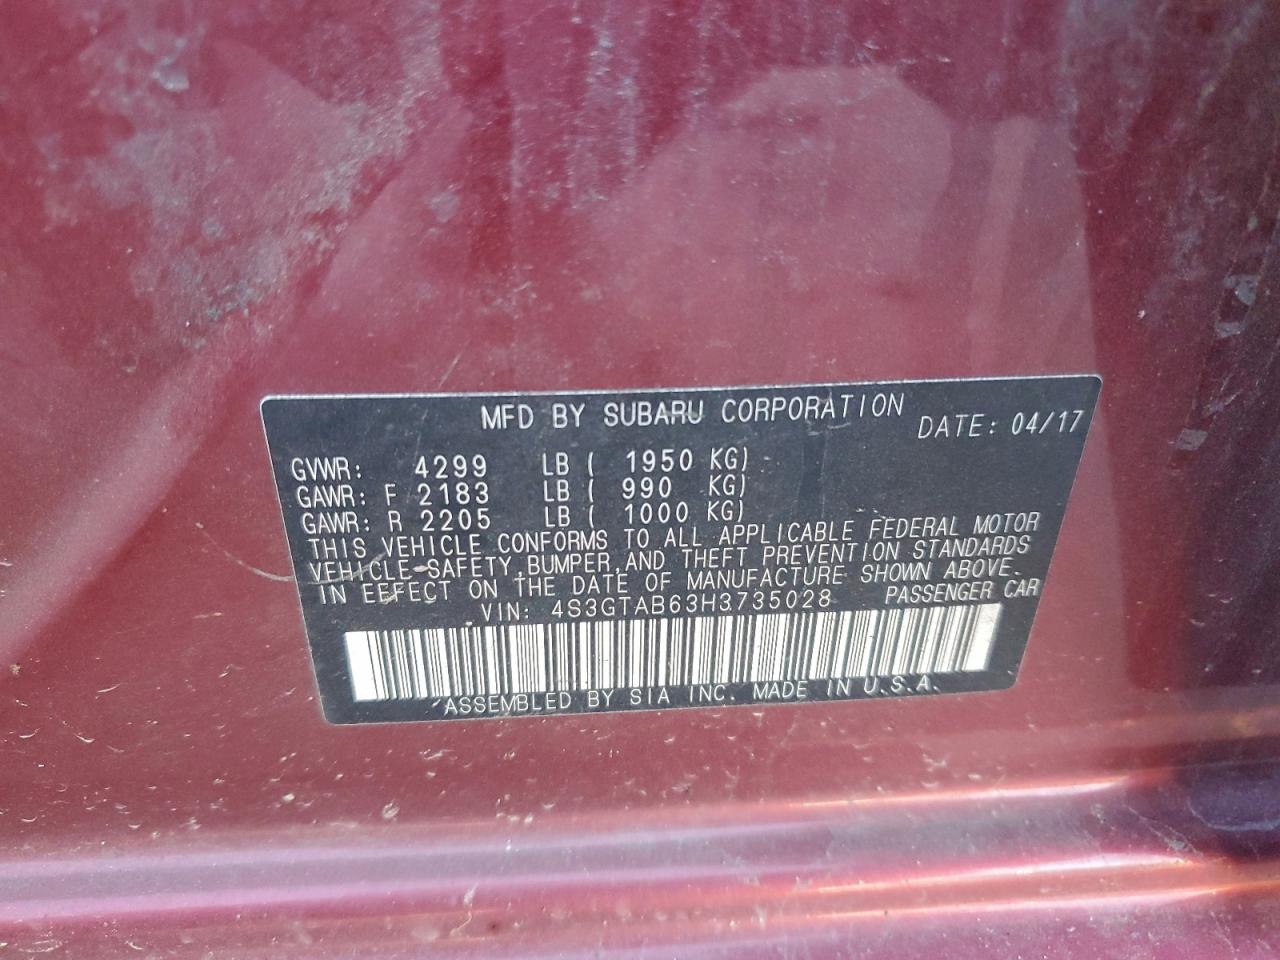 MFD BY SUBARU CORPORATION DATE: 04/17
GVWR: 4299 LB ( 1950 KG)
GAWR: F 2183 LB ( 990 KG)
GAWR: R 2205 LB ( 1000 KG)
THIS VEHICLE CONFORMS TO ALL APPLICABLE FEDERAL MOTOR
VEHICLE SAFETY, BUMPER, AND THEFT PREVENTION STANDARDS
IN EFFECT ON THE DATE OF MANUFACTURE SHOWN ABOVE.
VIN: 4S3GTAB63H3735028 PASSENGER CAR
ASSEMBLED BY SIA INC. MADE IN U.S.A.